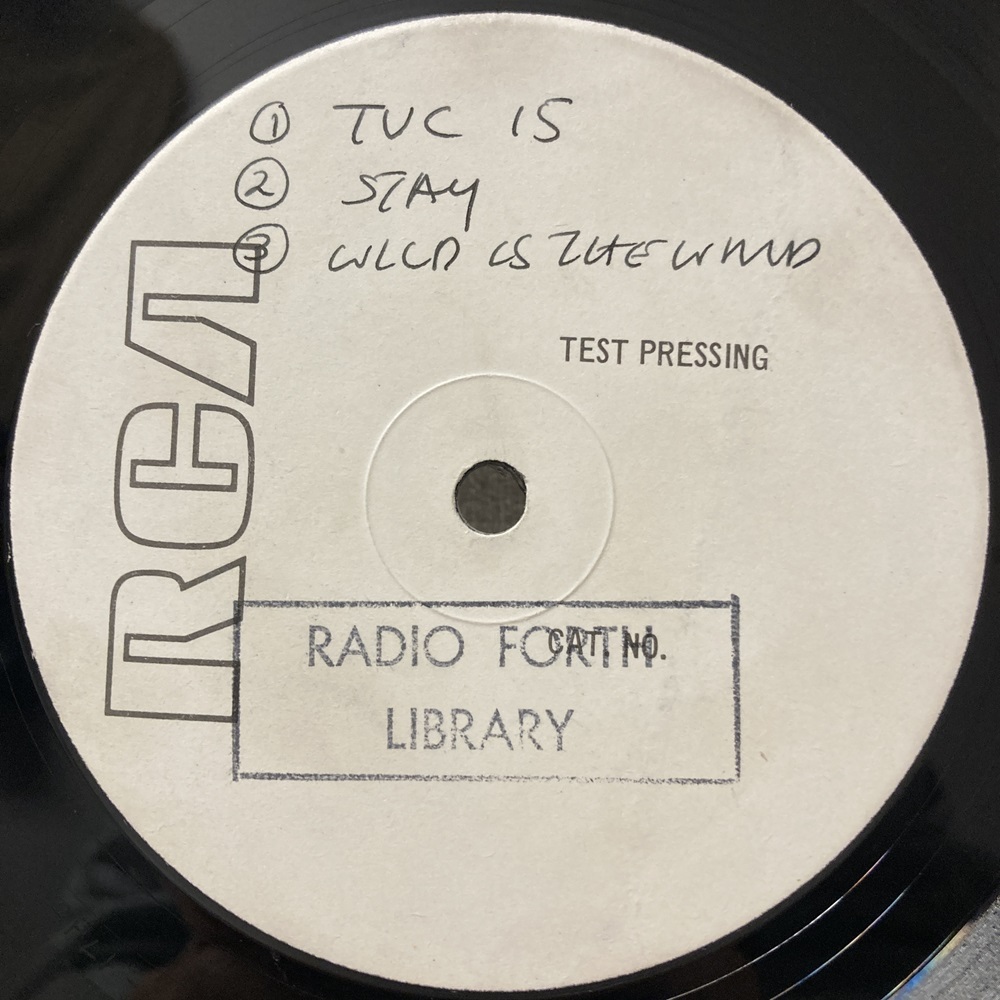 ① TVC 15
② STAY
③ WILD IS THE WIND
RCA
TEST PRESSING
CAT. NO.
RADIO FORTH
LIBRARY